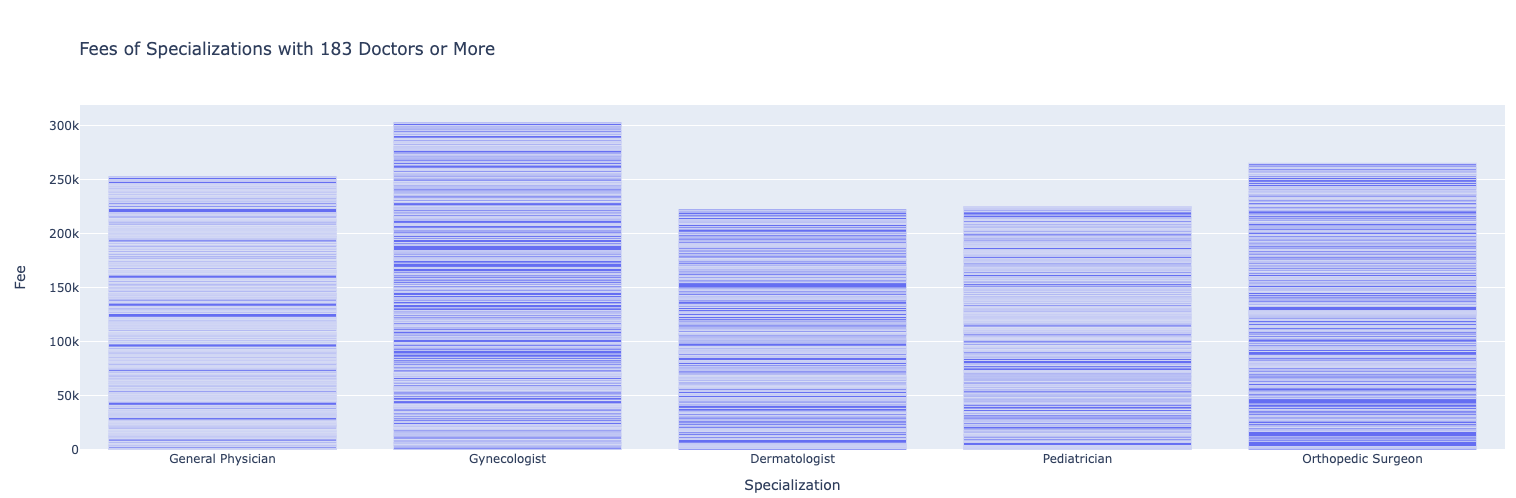 Fees of Specializations with 183 Doctors or More
300k
250k
200k
150k
100k
50k
0
Fee
General Physician
Gynecologist
Dermatologist
Pediatrician
Orthopedic Surgeon
Specialization